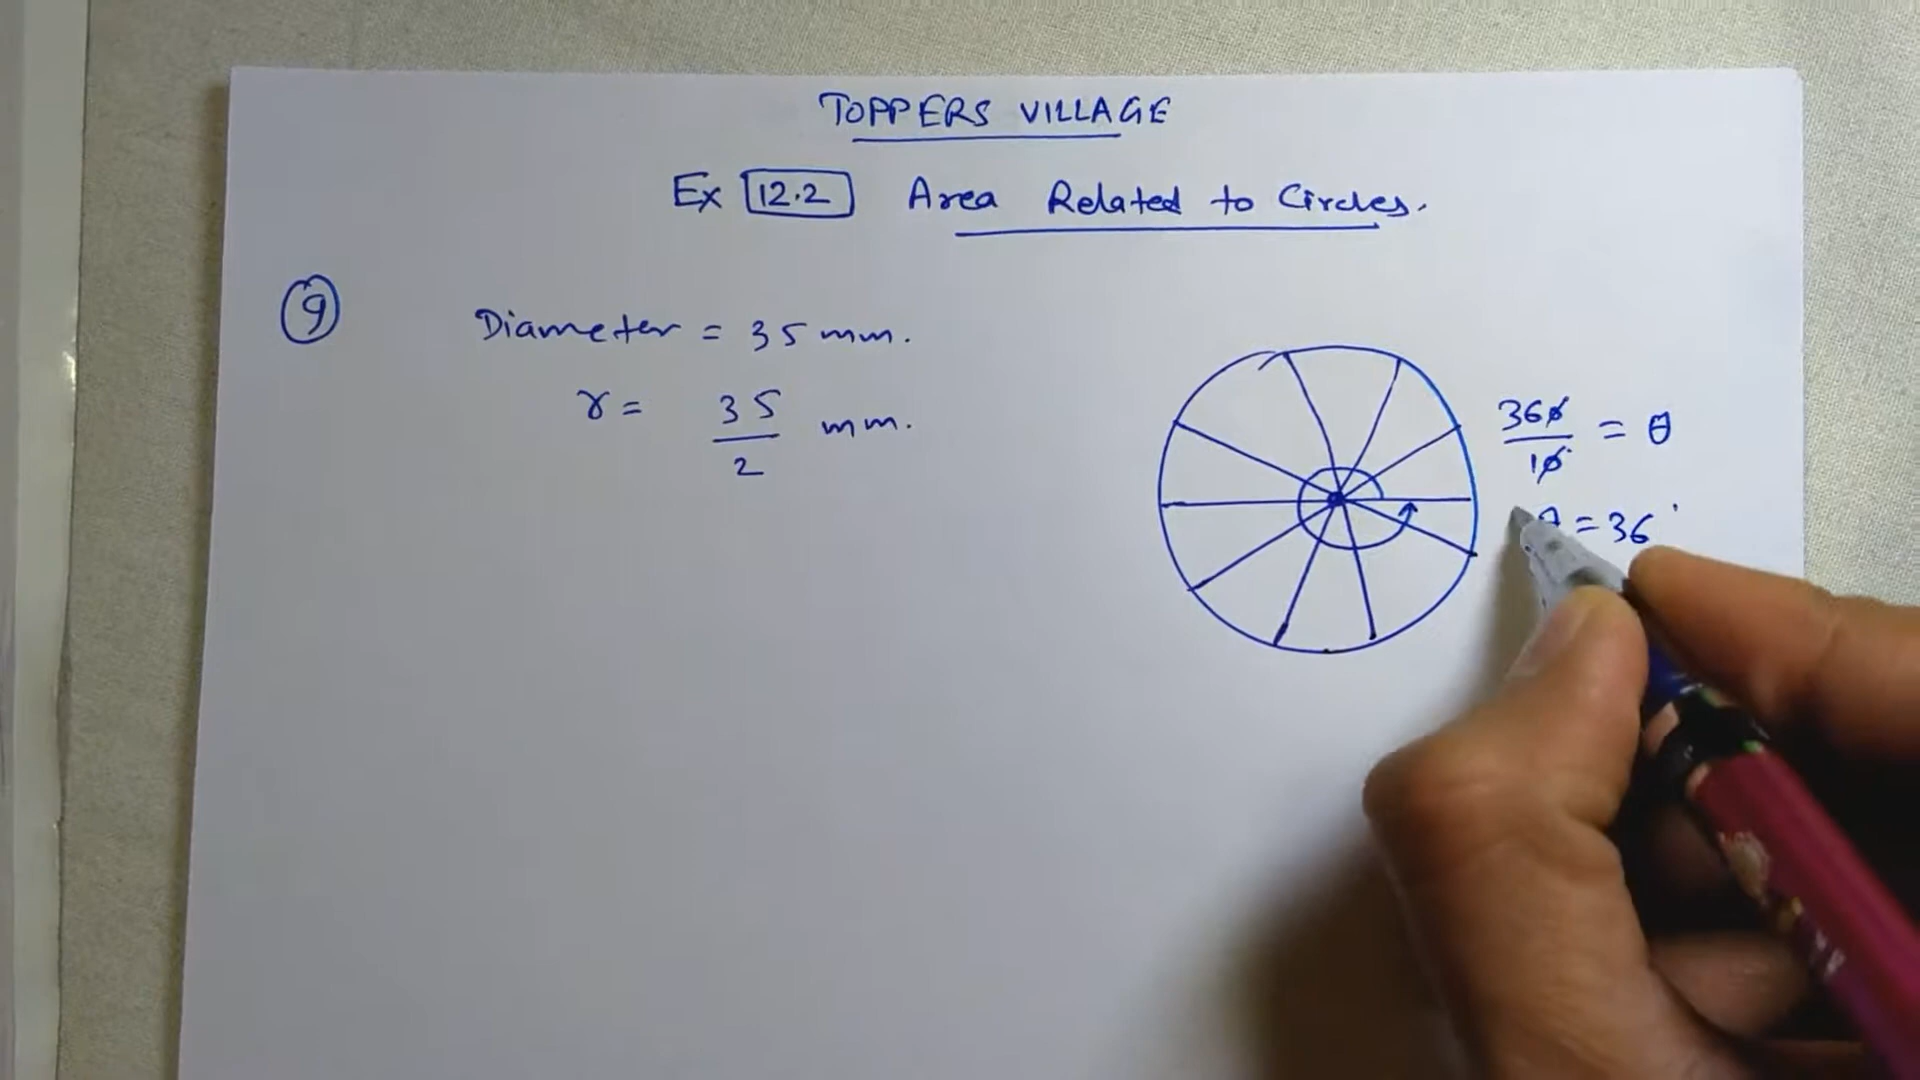 TOPPERS VILLAGE
Ex 12.2 Area Related to Circles.
9
Diameter = 35 mm.
r = 35/2 mm.
360/10 = θ
θ = 36°